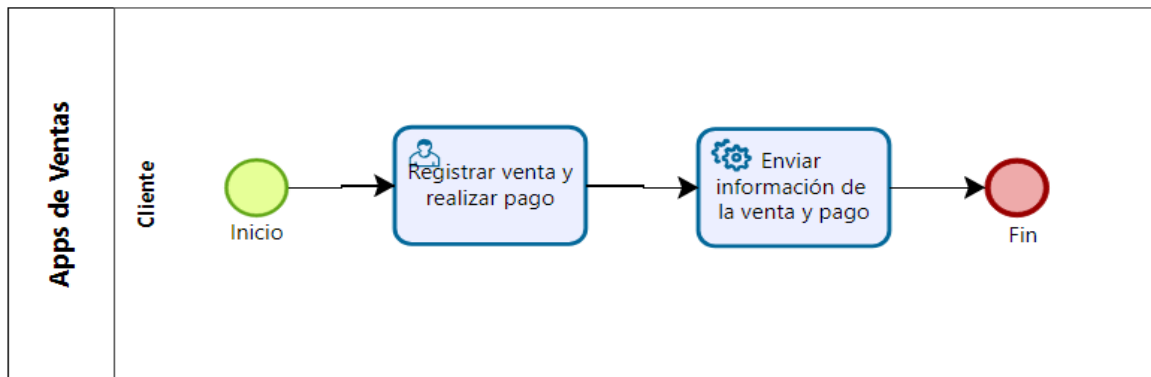 Apps de Ventas
Cliente
Inicio
Registrar venta y
realizar pago
Enviar
información de
la venta y pago
Fin